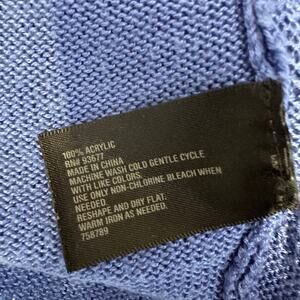 100% ACRYLIC
RN# 93677
MADE IN CHINA
MACHINE WASH COLD GENTLE CYCLE
WITH LIKE COLORS.
USE ONLY NON-CHLORINE BLEACH WHEN
NEEDED
RESHAPE AND DRY FLAT.
WARM IRON AS NEEDED.
758789